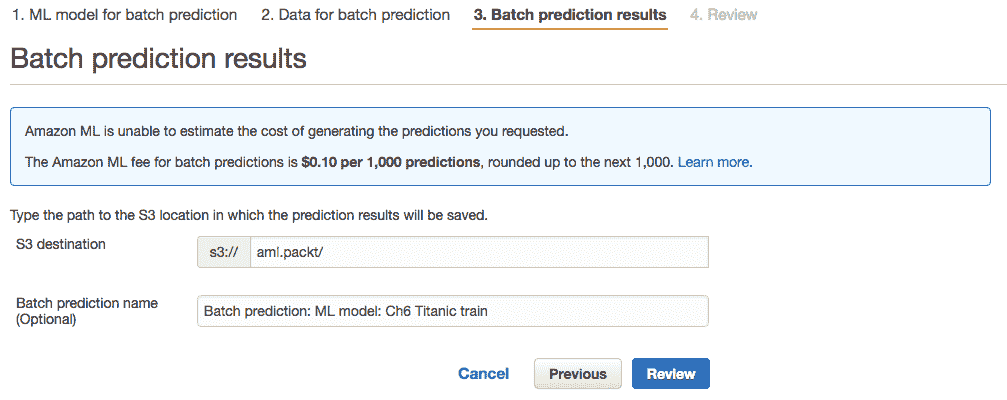 1. ML model for batch prediction 2. Data for batch prediction 3. Batch prediction results 4. Review
Batch prediction results
Amazon ML is unable to estimate the cost of generating the predictions you requested.
The Amazon ML fee for batch predictions is $0.10 per 1,000 predictions, rounded up to the next 1,000. Learn more.
Type the path to the S3 location in which the prediction results will be saved.
S3 destination s3:// aml.packt/
Batch prediction name
(Optional)
Batch prediction: ML model: Ch6 Titanic train
Cancel Previous Review